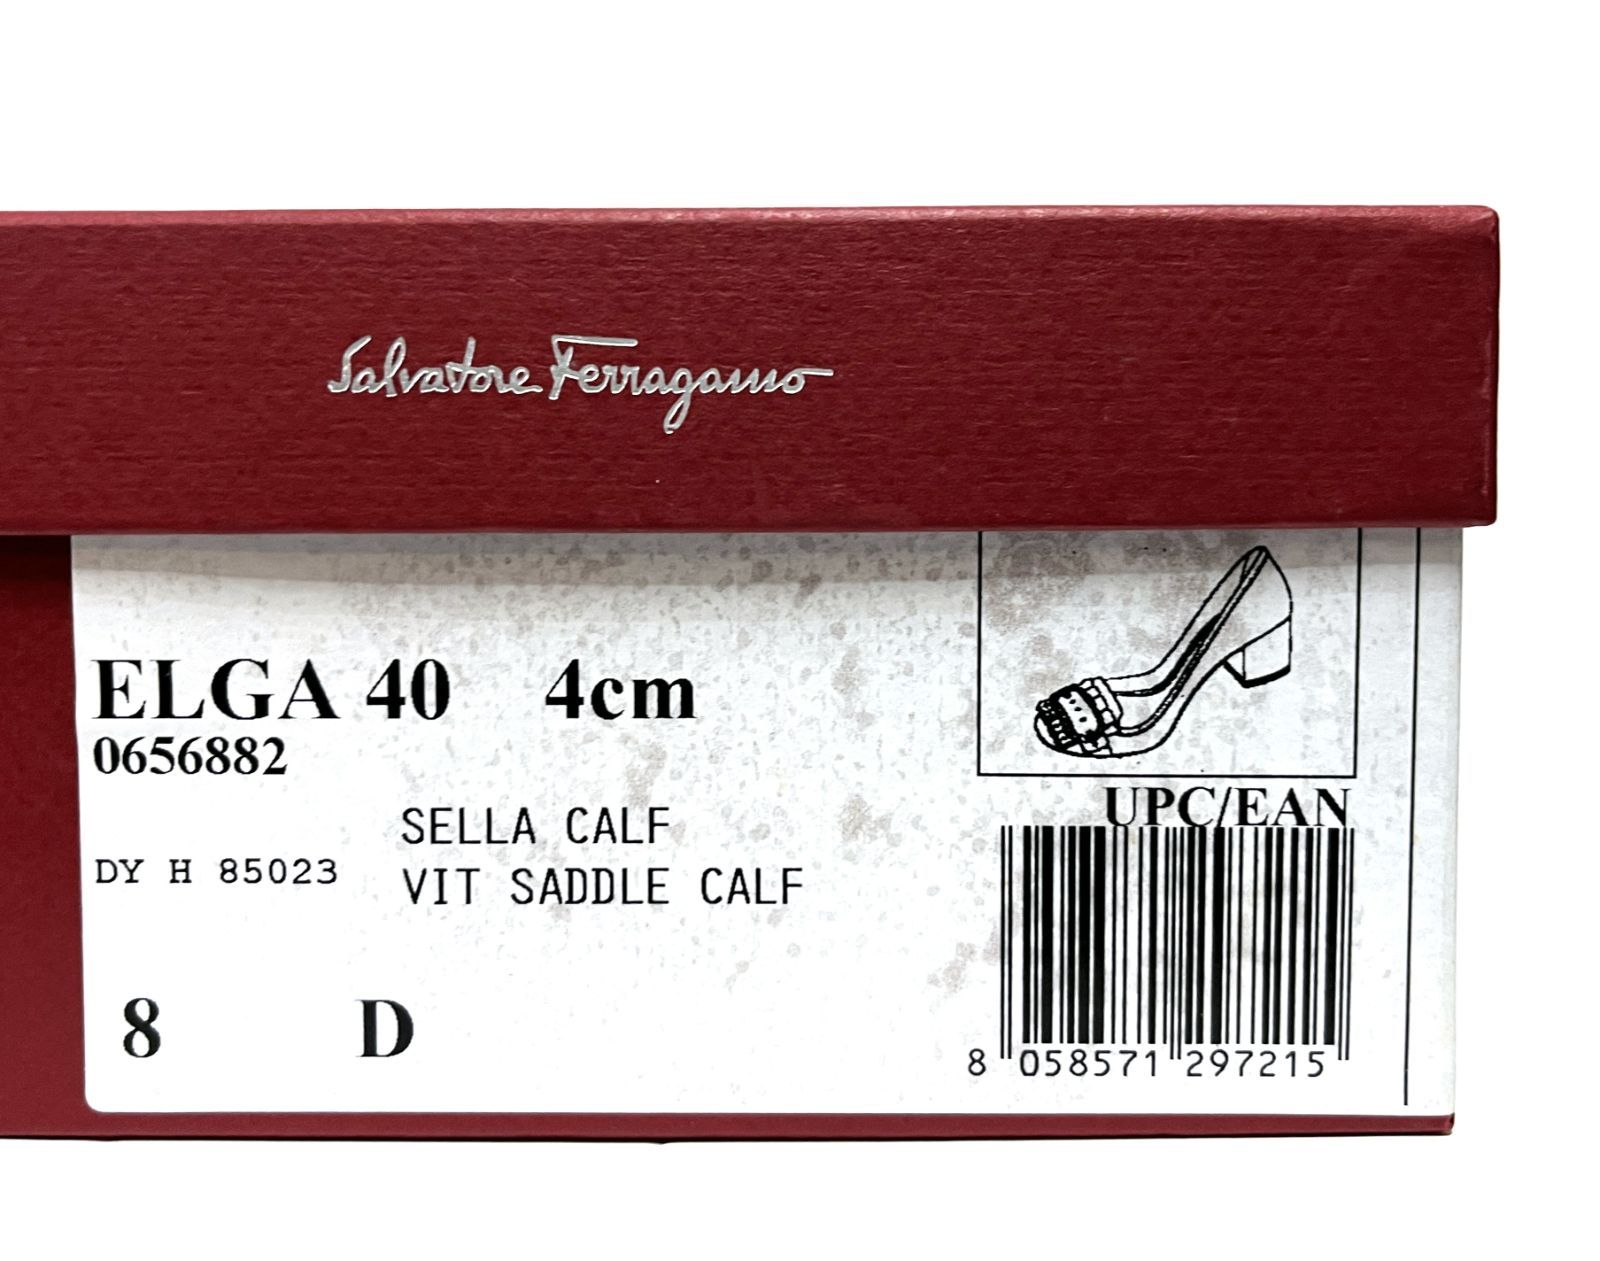 Salvatore Ferragamo
ELGA 40 4cm
0656882
SELLA CALF
DY H 85023 VIT SADDLE CALF
8 D
UPC/EAN
8 058571 297215